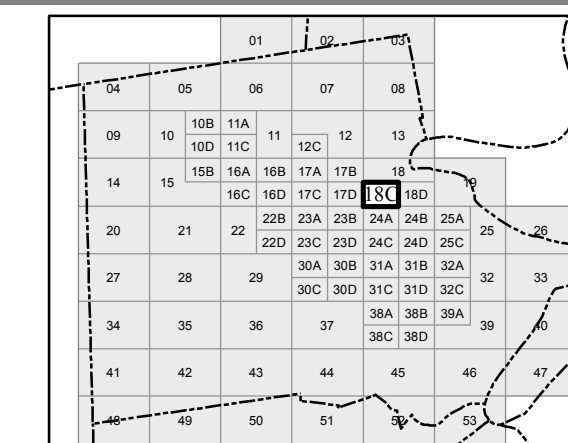 01 02 03
04 05 06 07 08
10B 11A
09 10 11 12 13
10D 11C 12C
15B 16A 16B 17A 17B 18
14 15 19
16C 16D 17C 17D 18C 18D
22B 23A 23B 24A 24B 25A
20 21 22 25 26
22D 23C 23D 24C 24D 25C
30A 30B 31A 31B 32A
27 28 29 32 33
30C 30D 31C 31D 32C
38A 38B 39A
34 35 36 37 39 40
38C 38D
41 42 43 44 45 46 47
48 49 50 51 52 53